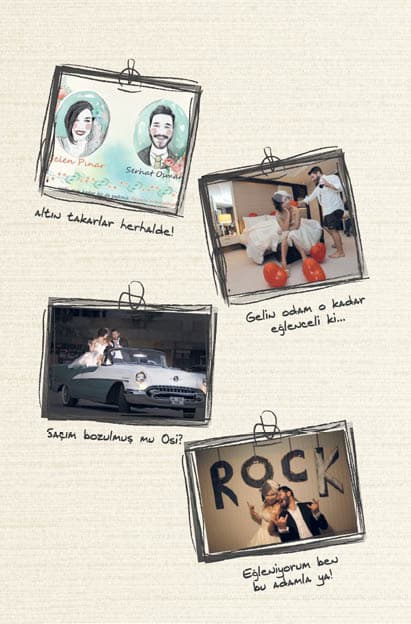 elen Pınar
Serhat Osman
altın takarlar herhalde!
Gelin odam o kadar
eğlenceli ki...
Saçım bozulmuş mu Osi?
ROCK
Eğleniyorum ben
bu adamla ya!